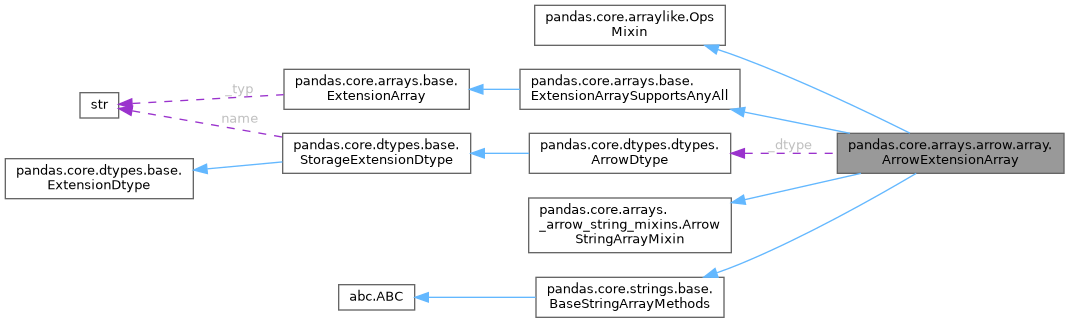 pandas.core.arraylike.Ops
Mixin
pandas.core.arrays.base.
ExtensionArray
pandas.core.arrays.base.
ExtensionArraySupportsAnyAll
_typ
str
name
pandas.core.dtypes.base.
StorageExtensionDtype
pandas.core.dtypes.dtypes.
ArrowDtype
_dtype
pandas.core.arrays.arrow.array.
ArrowExtensionArray
pandas.core.dtypes.base.
ExtensionDtype
pandas.core.arrays.
_arrow_string_mixins.Arrow
StringArrayMixin
abc.ABC
pandas.core.strings.base.
BaseStringArrayMethods